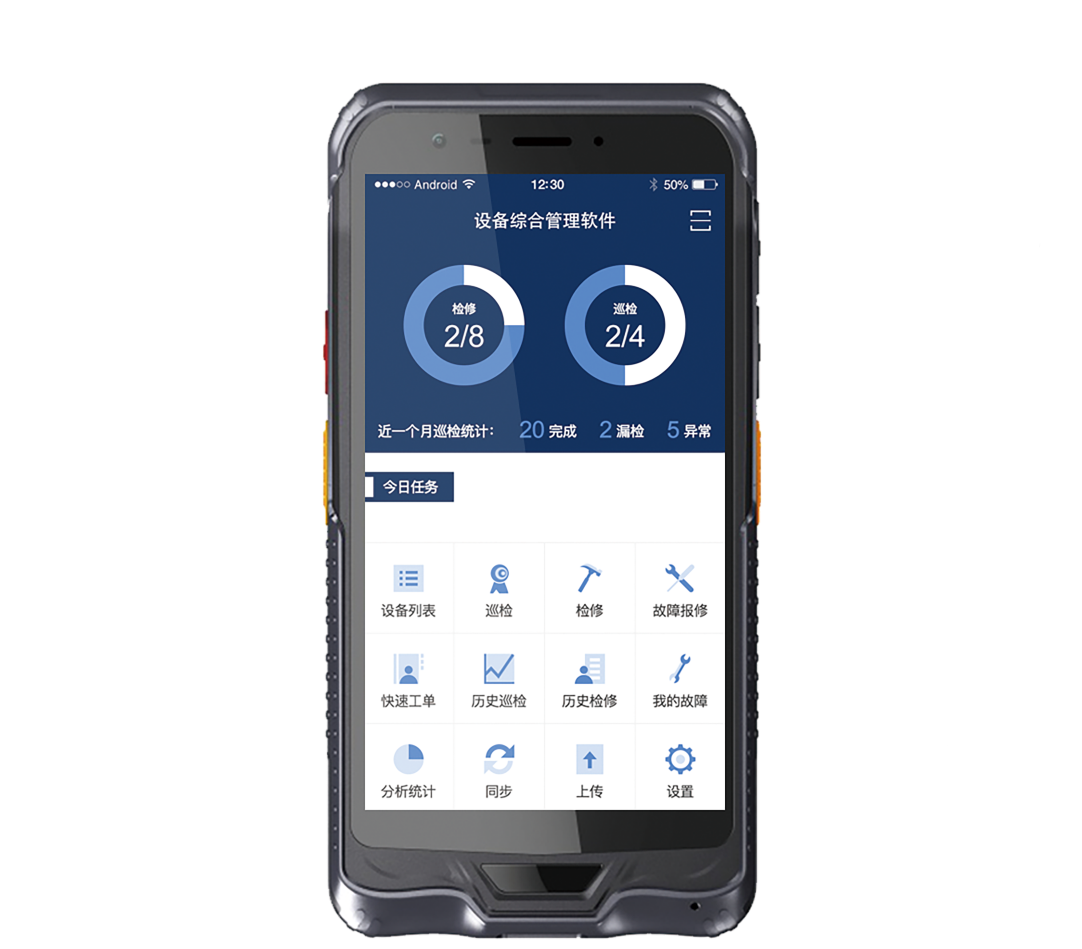 Android 12:30 50%
设备综合管理软件
检修 巡检
2/8 2/4
近一个月巡检统计: 20 完成 2 漏检 5 异常
今日任务
设备列表 巡检 检修 故障报修
快速工单 历史巡检 历史检修 我的故障
分析统计 同步 上传 设置